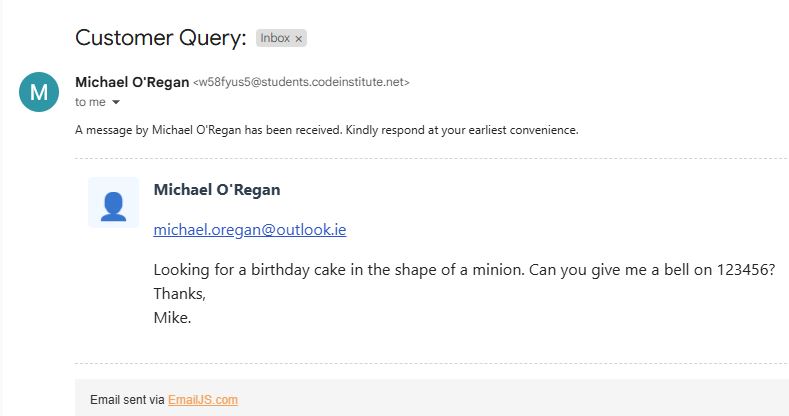 Customer Query:
Inbox ×
Michael O'Regan <w58fyus5@students.codeinstitute.net>
to me
M
A message by Michael O'Regan has been received. Kindly respond at your earliest convenience.
Michael O'Regan
michael.oregan@outlook.ie
Looking for a birthday cake in the shape of a minion. Can you give me a bell on 123456?
Thanks,
Mike.
Email sent via EmailJS.com